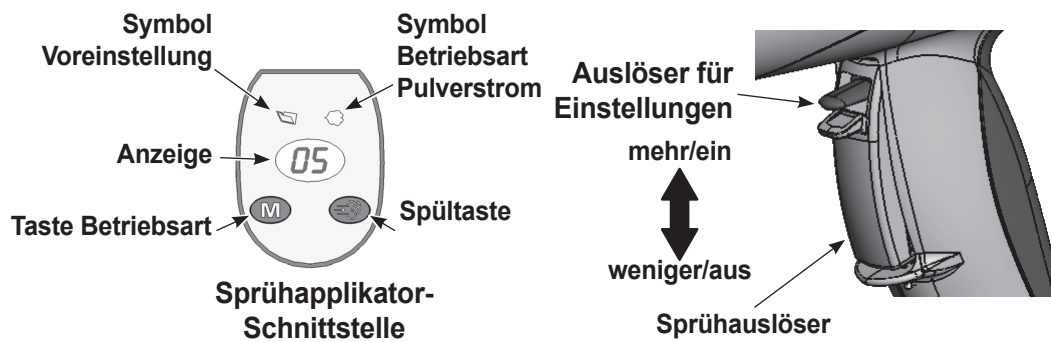 Symbol
Voreinstellung
Symbol
Betriebsart
Pulverstrom
Anzeige
05
Taste Betriebsart
M
Spültaste
Sprühapplikator-
Schnittstelle
Auslöser für
Einstellungen
mehr/ein
weniger/aus
Sprühauslöser